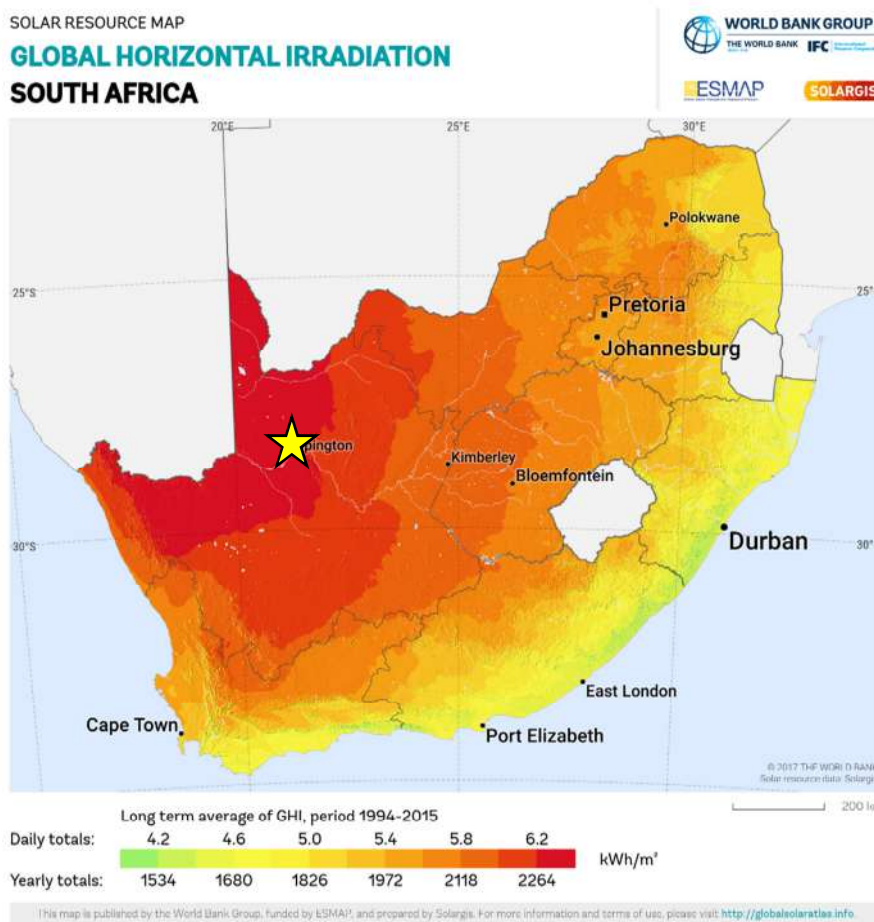 SOLAR RESOURCE MAP
GLOBAL HORIZONTAL IRRADIATION
SOUTH AFRICA
WORLD BANK GROUP
THE WORLD BANK IFC
ESMAP SOLARGIS
20°E 25°E 30°E
Polokwane
25°S 25°
Pretoria
Johannesburg
pington
Kimberley
Bloemfontein
30°S 30°
Durban
East London
Cape Town
Port Elizabeth
© 2017 THE WORLD BANK
Solar resource data: Solargis
200 k
Long term average of GHI, period 1994-2015
Daily totals: 4.2 4.6 5.0 5.4 5.8 6.2
kWh/m²
Yearly totals: 1534 1680 1826 1972 2118 2264
This map is published by the World Bank Group, funded by ESMAP, and prepared by Solargis. For more information and terms of use, please visit http://globalsolaratlas.info.